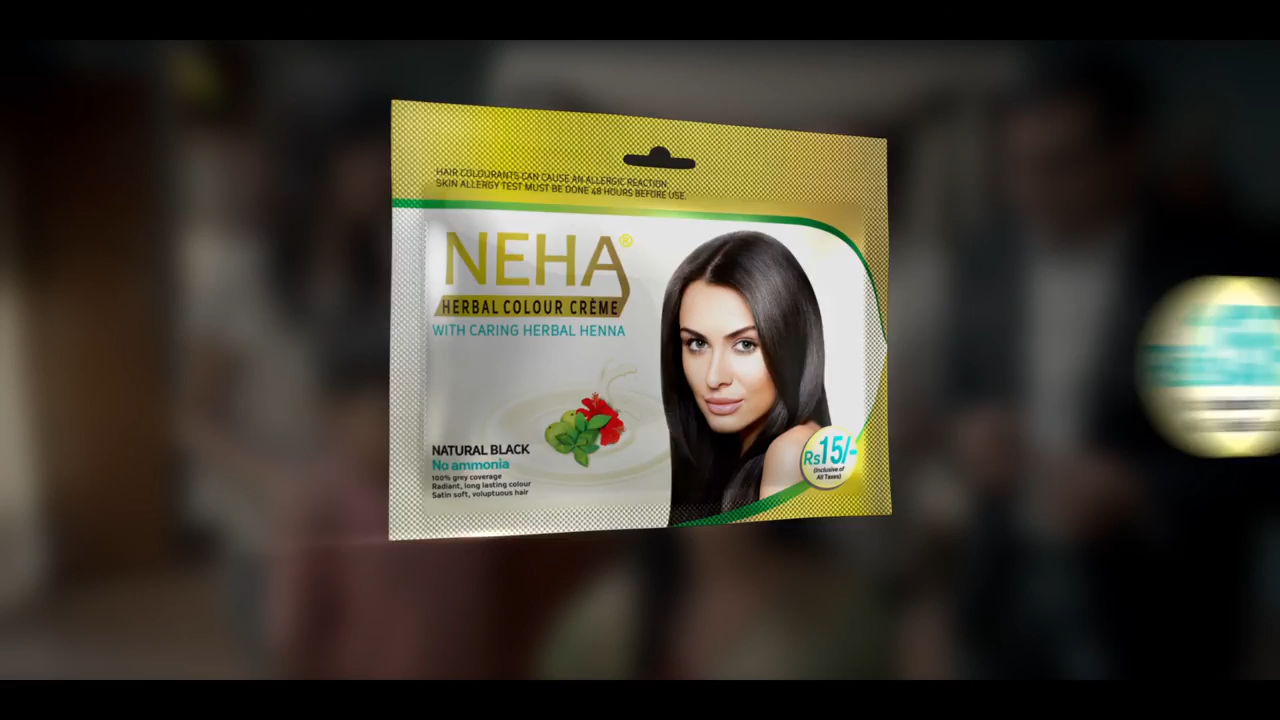 HAIR COLOURANTS CAN CAUSE AN ALLERGIC REACTION
SKIN ALLERGY TEST MUST BE DONE 48 HOURS BEFORE USE.
NEHA®
HERBAL COLOUR CRÈME
WITH CARING HERBAL HENNA
NATURAL BLACK
No ammonia
100% grey coverage
Radiant, long lasting colour
Satin soft, voluptuous hair
Rs15/-
(Inclusive of
All Taxes)